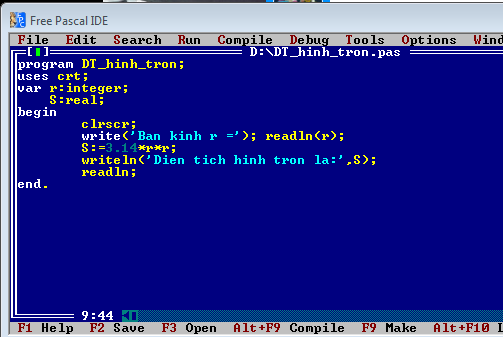 Free Pascal IDE
File Edit Search Run Compile Debug Tools Options Wind
[■] D:\DT_hinh_tron.pas
program DT_hinh_tron;
uses crt;
var r:integer;
S:real;
begin
clrscr;
write('Ban kinh r ='); readln(r);
S:=3.14*r*r;
writeln('Dien tich hinh tron la:',S);
readln;
end.
9:44
F1 Help F2 Save F3 Open Alt+F9 Compile F9 Make Alt+F10 L